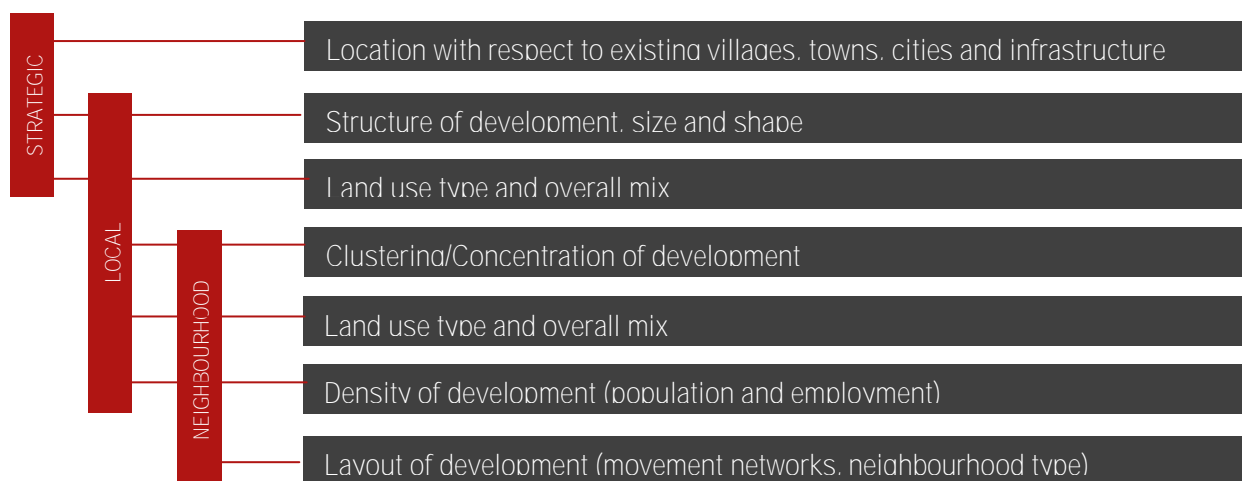 STRATEGIC
LOCAL
NEIGHBOURHOOD
Location with respect to existing villages, towns, cities and infrastructure
Structure of development, size and shape
Land use type and overall mix
Clustering/Concentration of development
Land use type and overall mix
Density of development (population and employment)
Layout of development (movement networks, neighbourhood type)